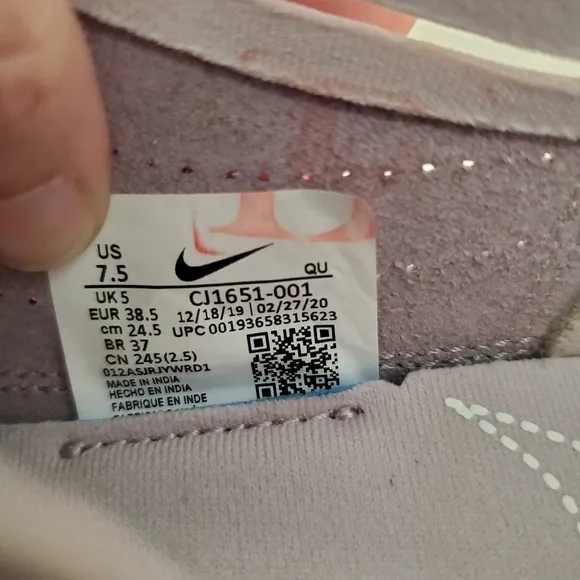 US
7.5
QU
UK 5
CJ1651-001
EUR 38.5
12/18/19 | 02/27/20
cm 24.5
UPC 00193658315623
BR 37
CN 245(2.5)
012ASJRJYWRD1
MADE IN INDIA
HECHO EN INDIA
FABRIQUE EN INDE